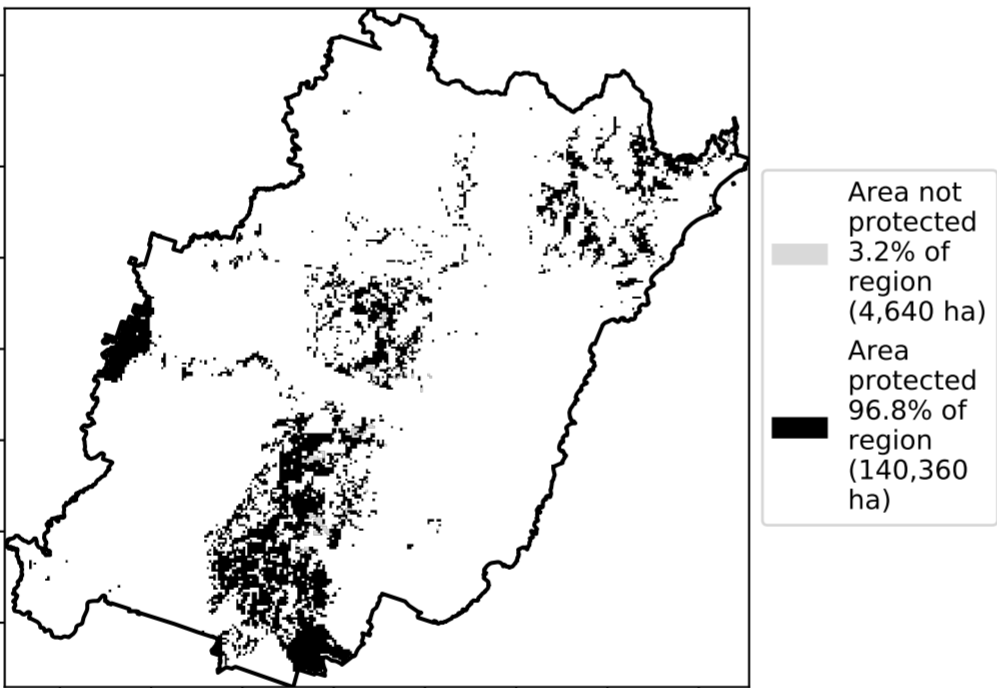 Area not
protected
3.2% of
region
(4,640 ha)
Area
protected
96.8% of
region
(140,360
ha)